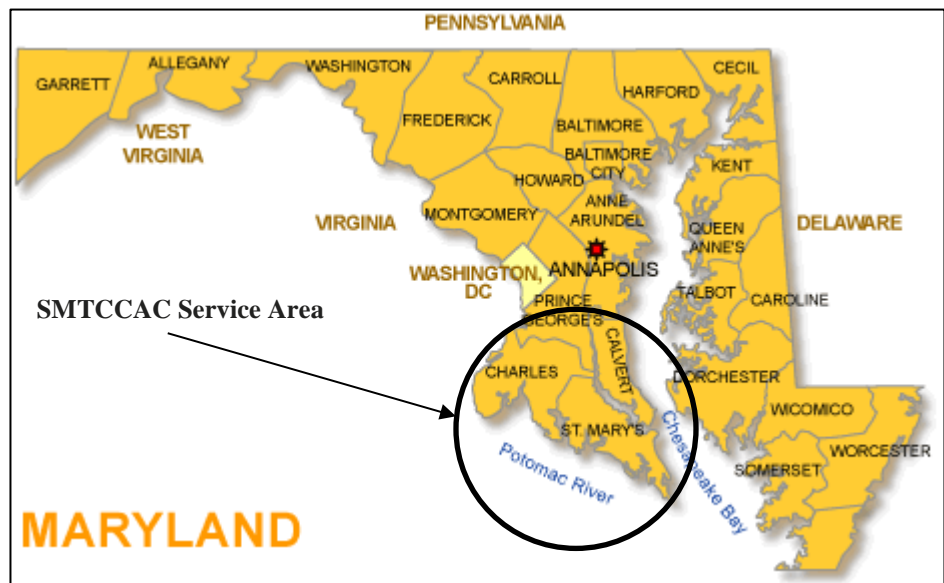 PENNSYLVANIA
GARRETT
ALLEGANY
WASHINGTON
CARROLL
CECIL
HARFORD
FREDERICK
BALTIMORE
WEST
VIRGINIA
BALTIMORE
CITY
KENT
HOWARD
ANNE
ARUNDEL
MONTGOMERY
VIRGINIA
QUEEN
ANNE'S
DELAWARE
WASHINGTON,
DC
ANNAPOLIS
TALBOT
CAROLINE
PRINCE
GEORGE'S
SMTCCAC Service Area
CALVERT
CHARLES
DORCHESTER
WICOMICO
ST. MARY'S
WORCESTER
SOMERSET
Potomac River
Chesapeake Bay
MARYLAND